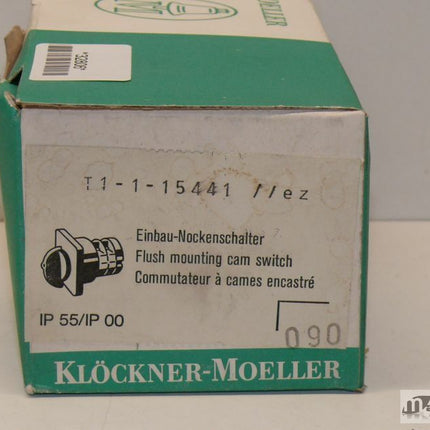 MOELLER
T1-1-15441 //ez
Einbau-Nockenschalter
Flush mounting cam switch
Commutateur à cames encastré
IP 55/IP 00
090
KLÖCKNER-MOELLER